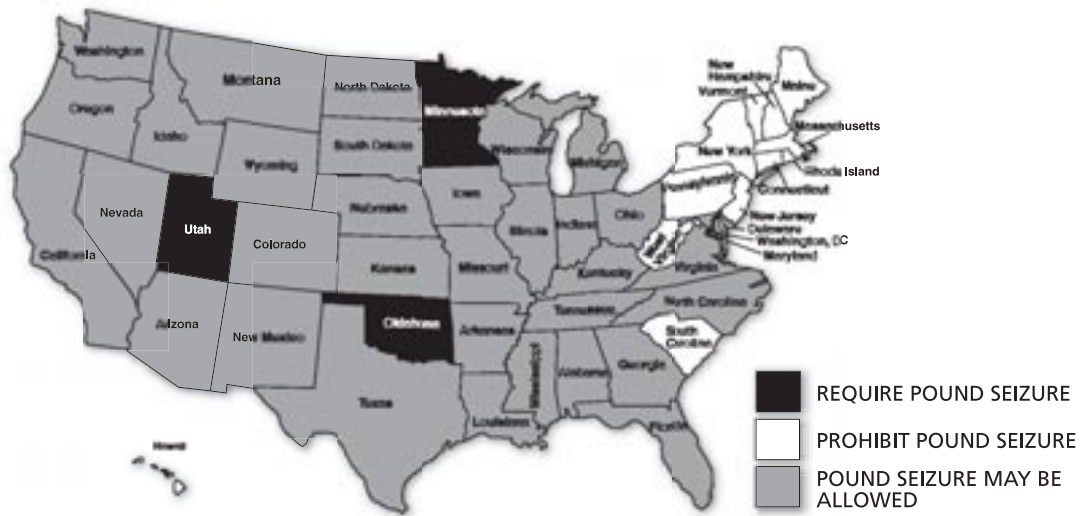 Washington
Montana
North Dakota
Minnesota
Oregon
Idaho
Wyoming
South Dakota
Wisconsin
Michigan
New
Hampshire
Vermont
Maine
Massachusetts
New York
Rhode Island
Connecticut
Pennsylvania
New Jersey
Delaware
Washington, DC
Maryland
Nevada
Utah
Colorado
Nebraska
Iowa
Illinois
Indiana
Ohio
West
Virginia
Virginia
California
Kansas
Missouri
Kentucky
North Carolina
Tennessee
South
Carolina
Arizona
New Mexico
Oklahoma
Arkansas
Mississippi
Alabama
Georgia
Texas
Louisiana
Florida
Hawaii
REQUIRE POUND SEIZURE
PROHIBIT POUND SEIZURE
POUND SEIZURE MAY BE
ALLOWED